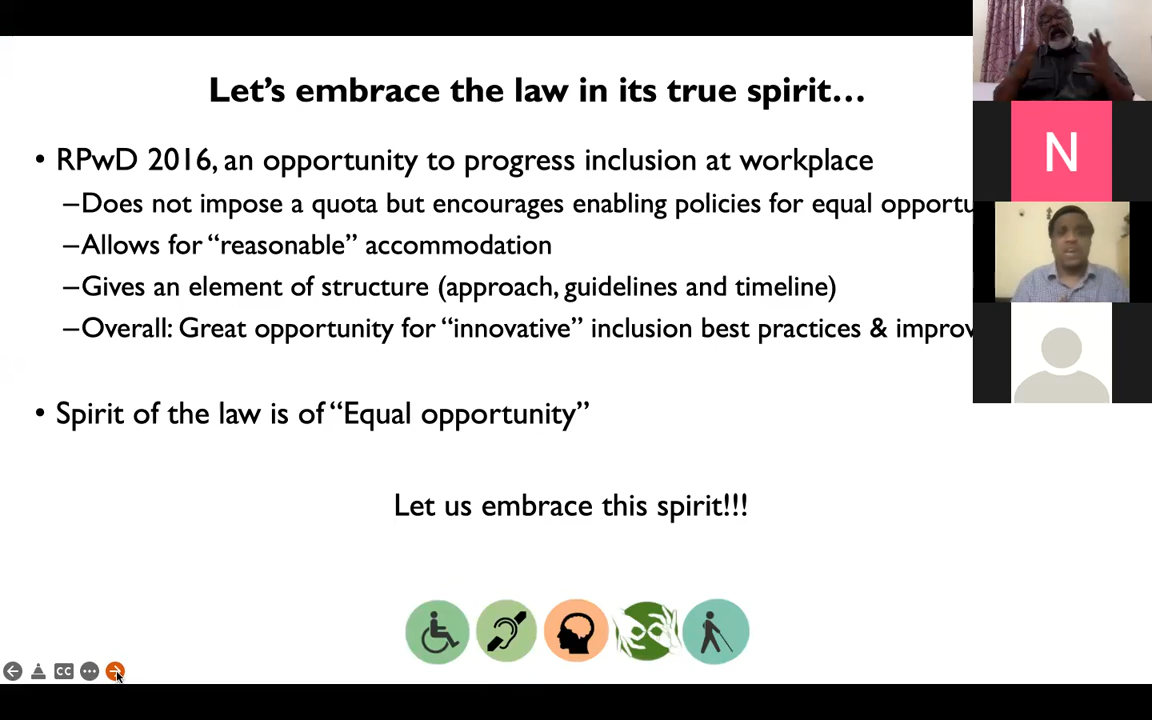 Let's embrace the law in its true spirit…
• RPwD 2016, an opportunity to progress inclusion at workplace
–Does not impose a quota but encourages enabling policies for equal
–Allows for “reasonable” accommodation
–Gives an element of structure (approach, guidelines and timeline)
–Overall: Great opportunity for “innovative” inclusion best practices &
• Spirit of the law is of “Equal opportunity”
Let us embrace this spirit!!!
N
CC